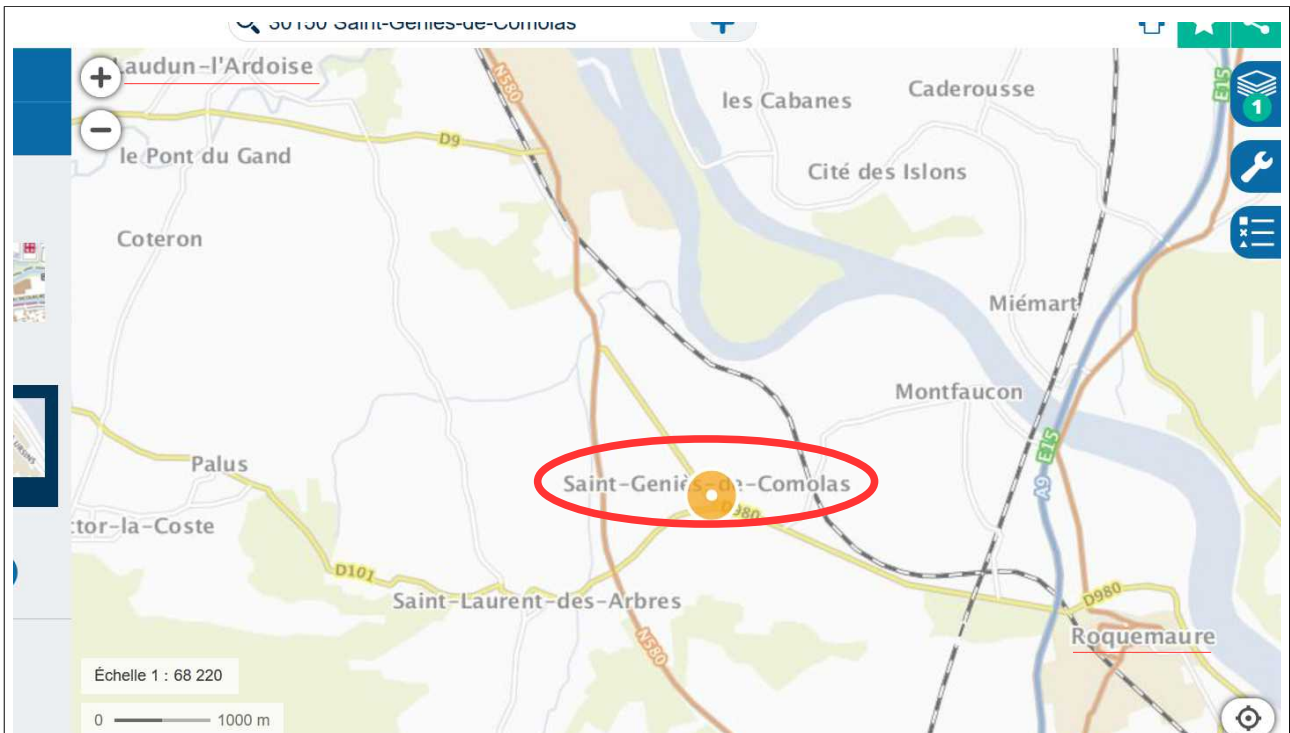 30150 Saint-Geniès-de-Comolas
Laudun-l'Ardoise
N580
E15
les Cabanes
Caderousse
1
D9
le Pont du Gand
Cité des Islons
Coteron
Miémart
Montfaucon
E15
Palus
Saint-Geniès-de-Comolas
A9
D980
tor-la-Coste
D101
D980
Saint-Laurent-des-Arbres
N580
Roquemaure
Échelle 1 : 68 220
0 1000 m